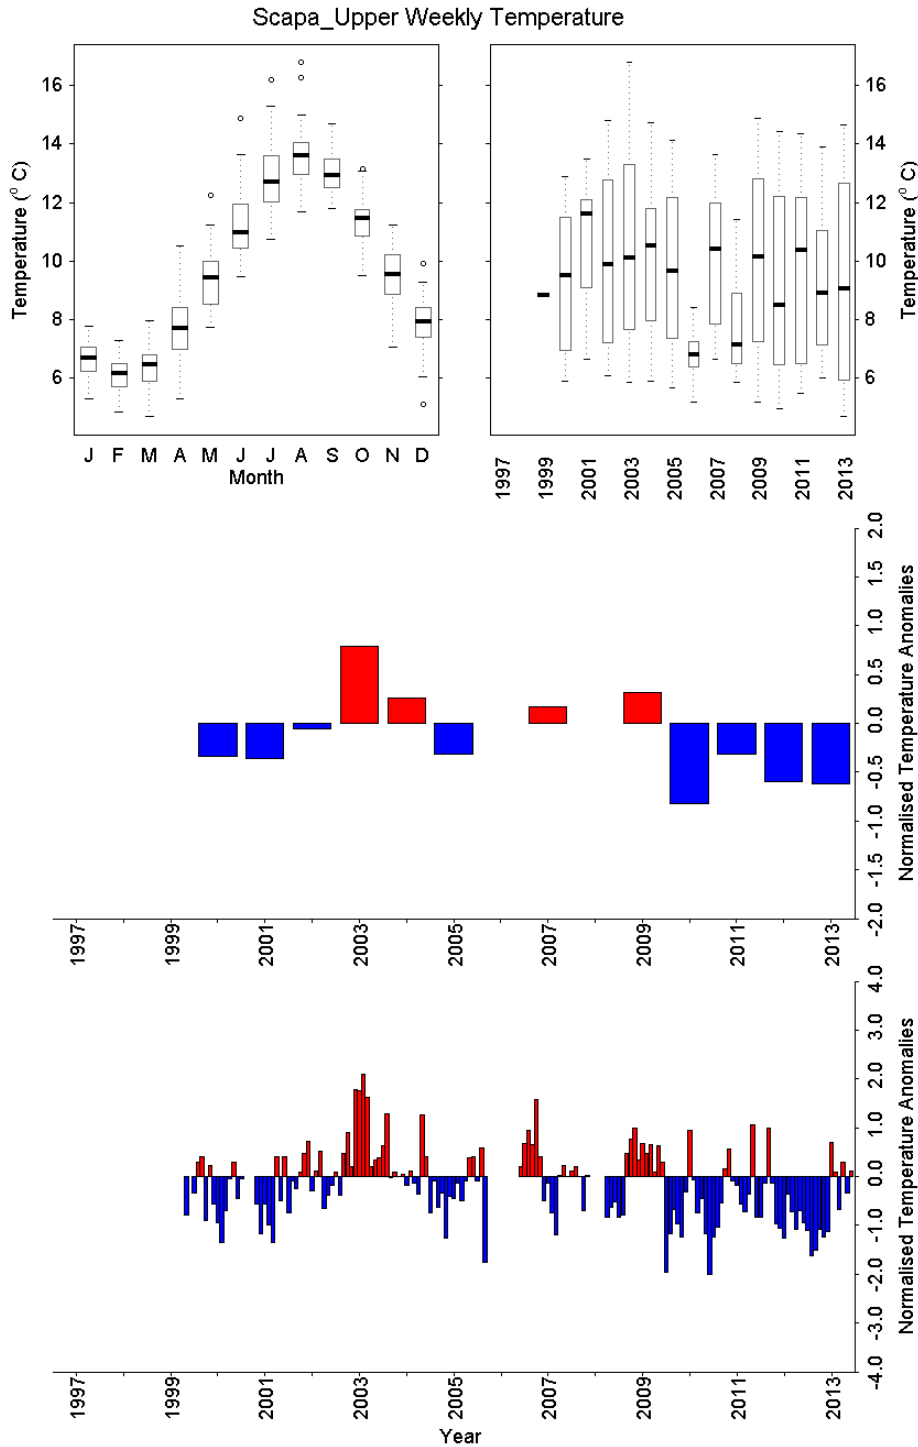 Scapa_Upper Weekly Temperature
Temperature (⁰ C)
16
14
12
10
8
6
J F M A M J J A S O N D
Month
16
14
12
10
8
6
Temperature (⁰ C)
1997 1999 2001 2003 2005 2007 2009 2011 2013
2.0
1.5
1.0
0.5
0.0
-0.5
-1.0
-1.5
-2.0
Normalised Temperature Anomalies
1997 1999 2001 2003 2005 2007 2009 2011 2013
4.0
3.0
2.0
1.0
0.0
-1.0
-2.0
-3.0
-4.0
Normalised Temperature Anomalies
1997 1999 2001 2003 2005 2007 2009 2011 2013
Year